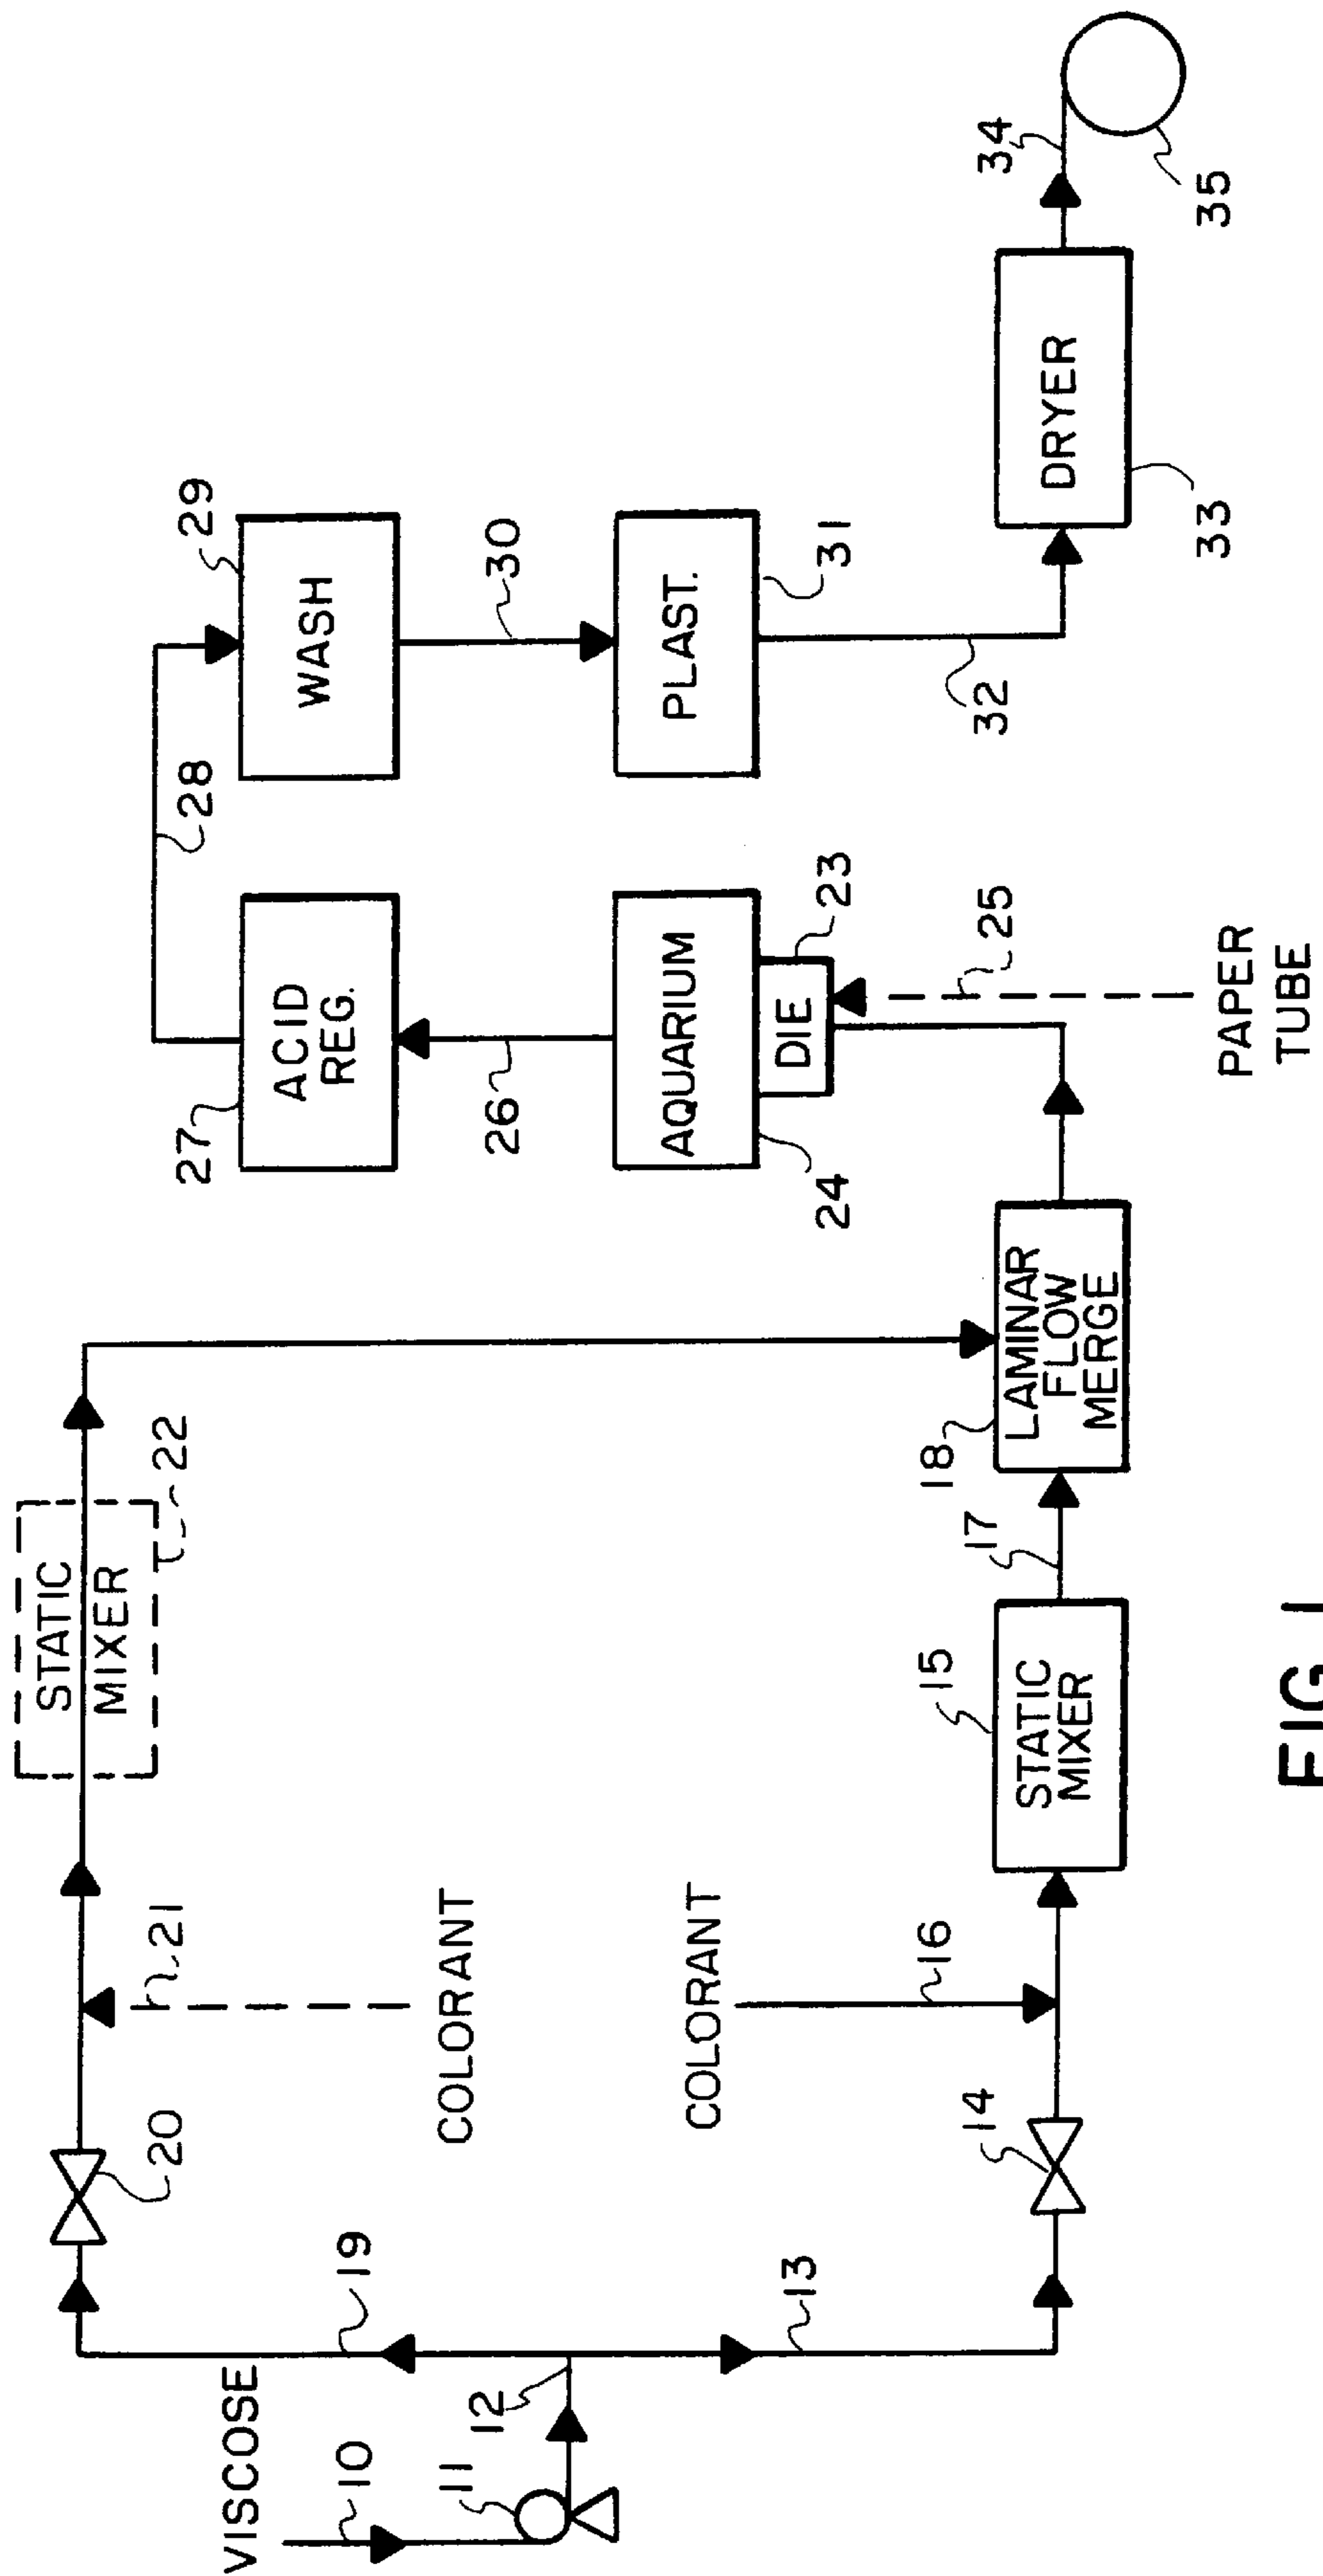 VISCOSE
10
11
12
19
13
20
14
21
COLORANT
COLORANT
16
STATIC
MIXER
22
15
STATIC
MIXER
17
18
LAMINAR
FLOW
MERGE
27
ACID
REG.
28
26
AQUARIUM
24
DIE
23
25
PAPER
TUBE
29
WASH
30
PLAST.
31
32
DRYER
33
34
35
FIG. 1